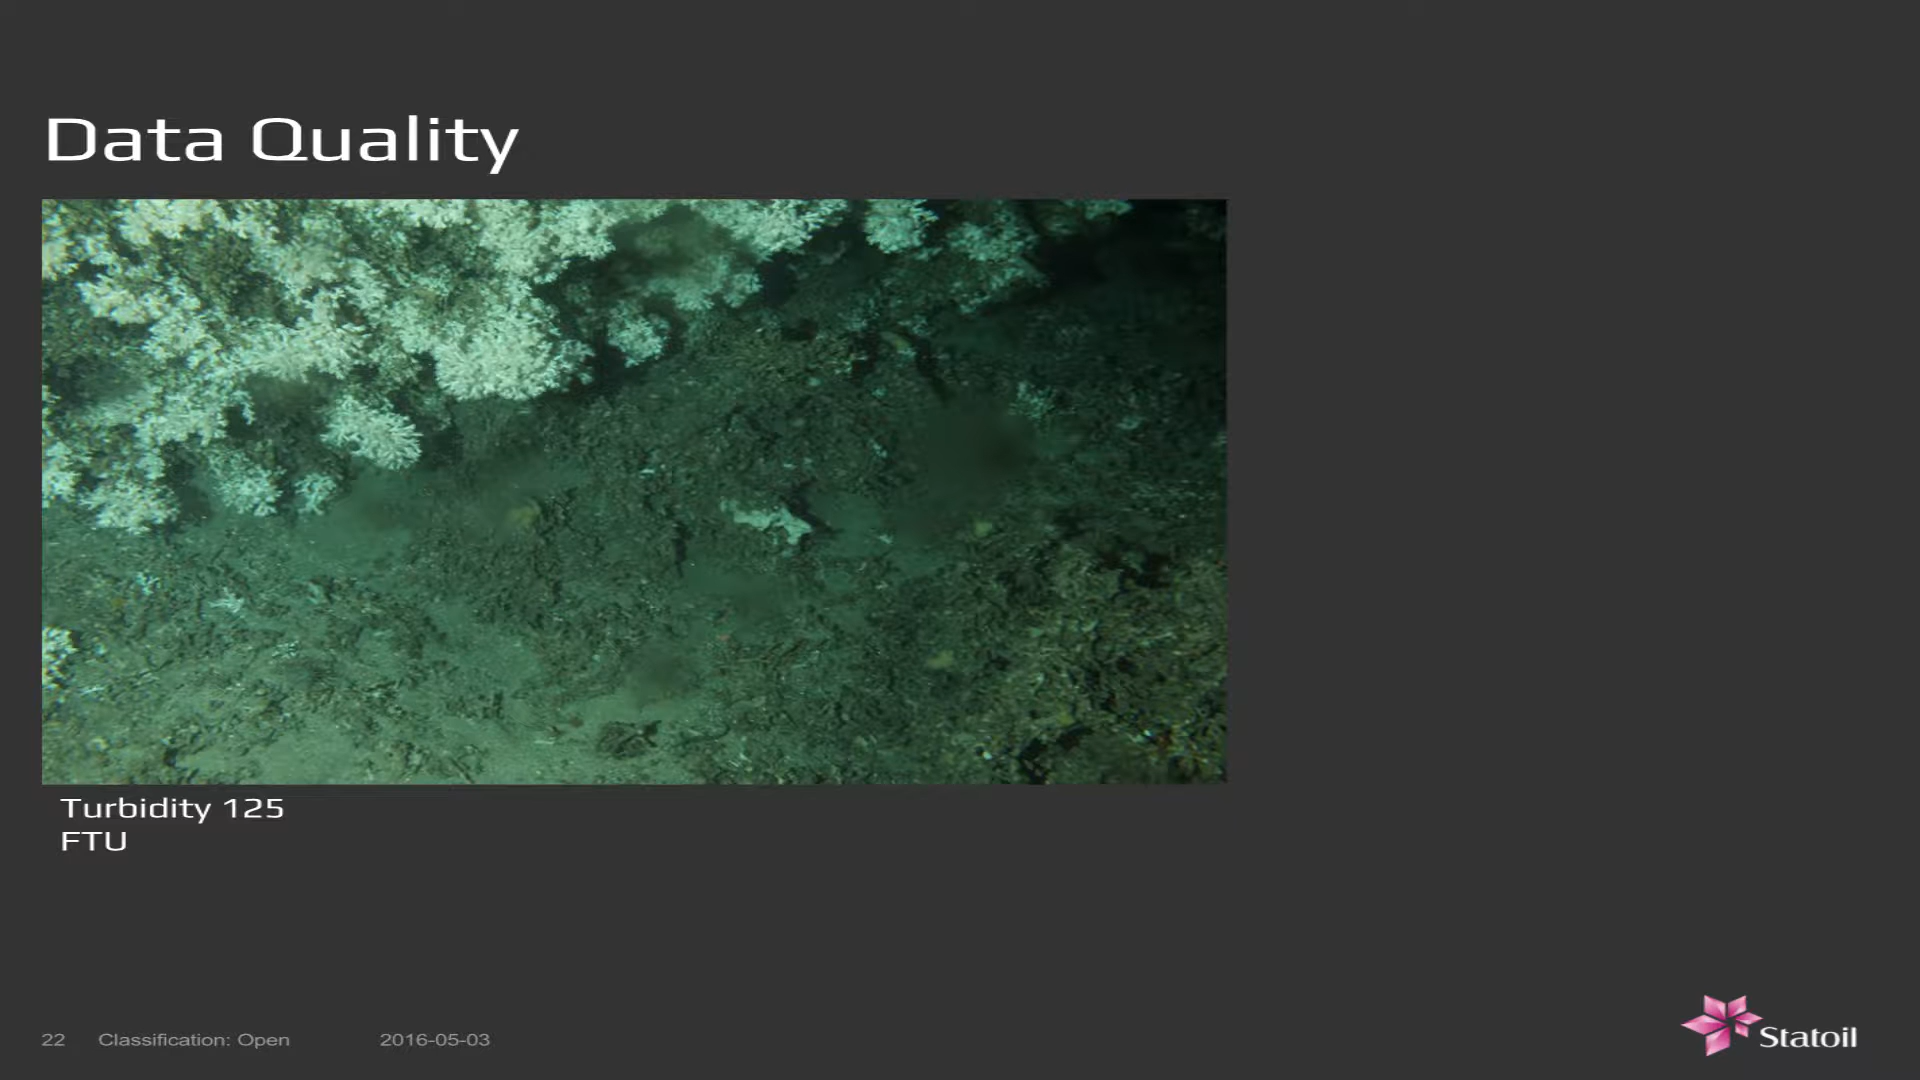 Data Quality
Turbidity 125
FTU
22 Classification: Open 2016-05-03
Statoil